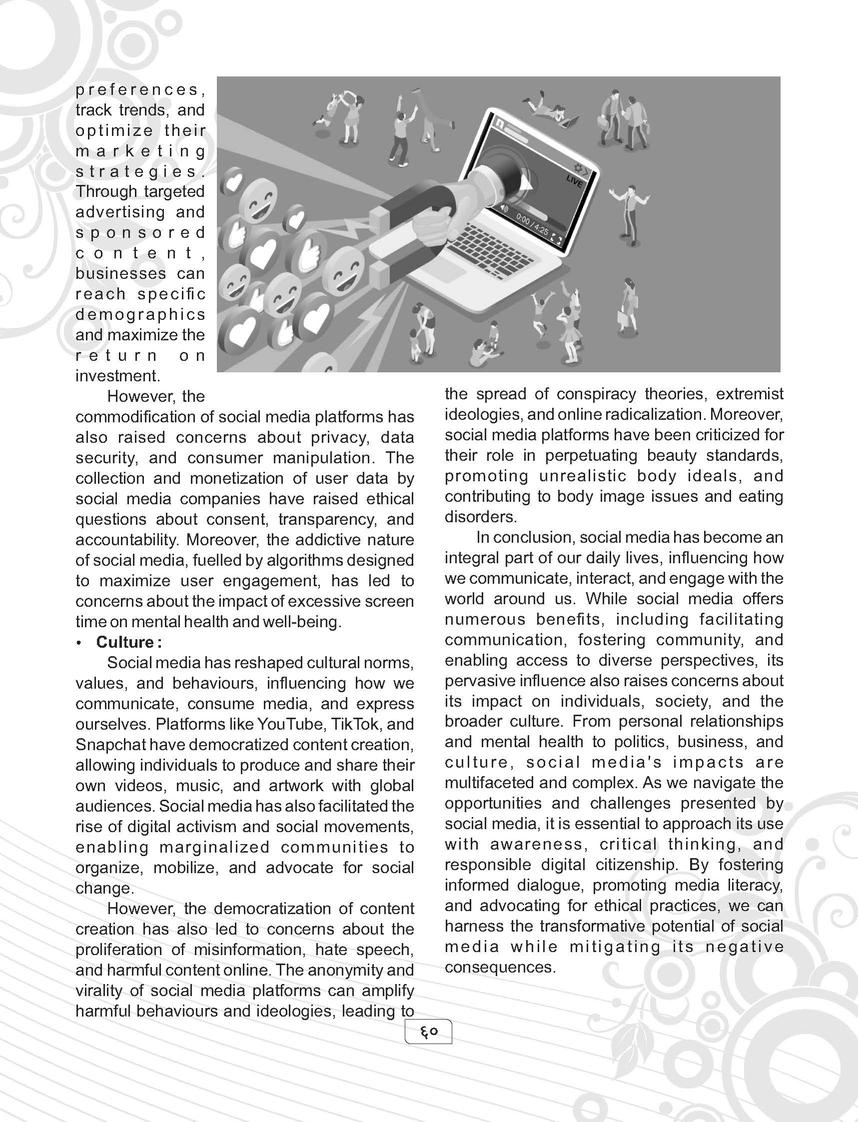 preferences,
track trends, and
optimize their
marketing
strategies.
Through targeted
advertising and
sponsored
content,
businesses can
reach specific
demographics
and maximize the
return on
investment.
However, the
commodification of social media platforms has
also raised concerns about privacy, data
security, and consumer manipulation. The
collection and monetization of user data by
social media companies have raised ethical
questions about consent, transparency, and
accountability. Moreover, the addictive nature
of social media, fuelled by algorithms designed
to maximize user engagement, has led to
concerns about the impact of excessive screen
time on mental health and well-being.
• Culture :
Social media has reshaped cultural norms,
values, and behaviours, influencing how we
communicate, consume media, and express
ourselves. Platforms like YouTube, TikTok, and
Snapchat have democratized content creation,
allowing individuals to produce and share their
own videos, music, and artwork with global
audiences. Social media has also facilitated the
rise of digital activism and social movements,
enabling marginalized communities to
organize, mobilize, and advocate for social
change.
However, the democratization of content
creation has also led to concerns about the
proliferation of misinformation, hate speech,
and harmful content online. The anonymity and
virality of social media platforms can amplify
harmful behaviours and ideologies, leading to
LIVE
0:00 / 4:25
the spread of conspiracy theories, extremist
ideologies, and online radicalization. Moreover,
social media platforms have been criticized for
their role in perpetuating beauty standards,
promoting unrealistic body ideals, and
contributing to body image issues and eating
disorders.
In conclusion, social media has become an
integral part of our daily lives, influencing how
we communicate, interact, and engage with the
world around us. While social media offers
numerous benefits, including facilitating
communication, fostering community, and
enabling access to diverse perspectives, its
pervasive influence also raises concerns about
its impact on individuals, society, and the
broader culture. From personal relationships
and mental health to politics, business, and
culture, social media's impacts are
multifaceted and complex. As we navigate the
opportunities and challenges presented by
social media, it is essential to approach its use
with awareness, critical thinking, and
responsible digital citizenship. By fostering
informed dialogue, promoting media literacy,
and advocating for ethical practices, we can
harness the transformative potential of social
media while mitigating its negative
consequences.
६०